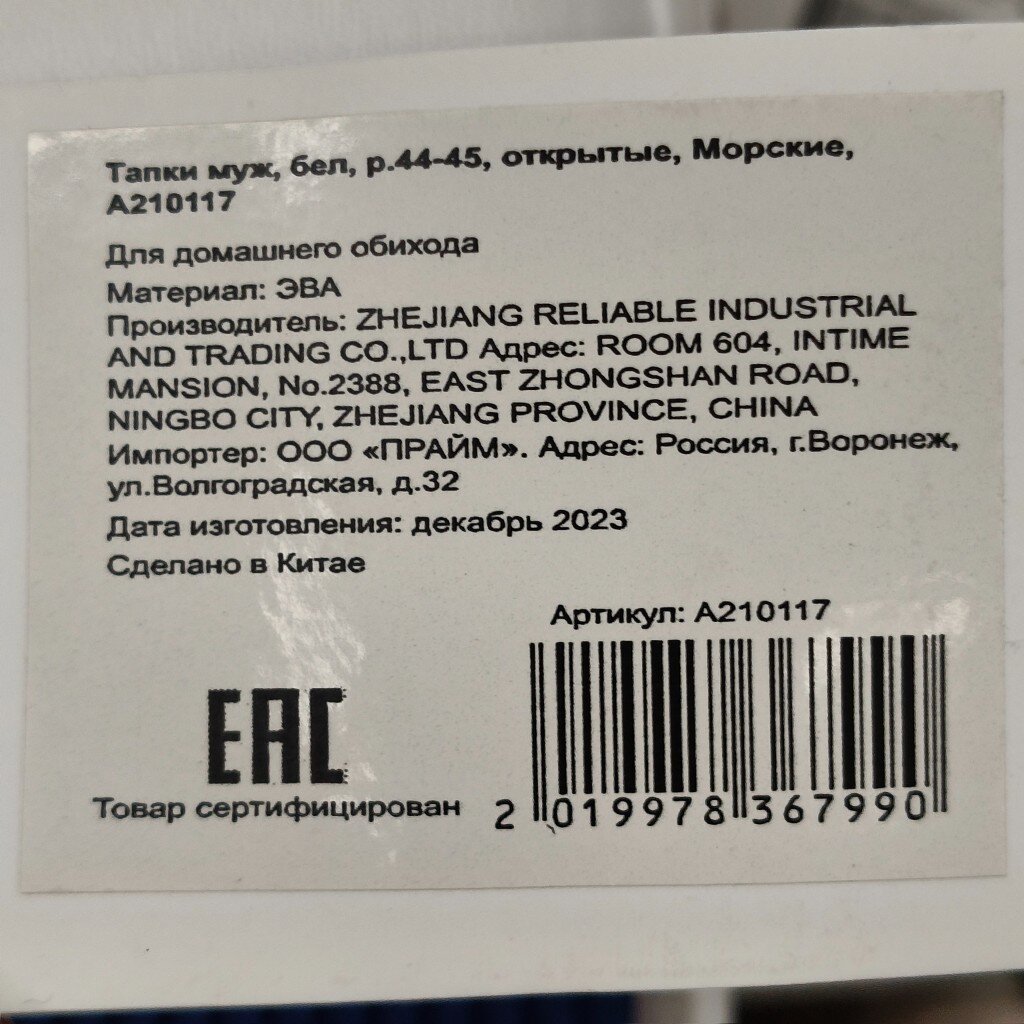 Тапки муж, бел, р.44-45, открытые, Морские,
А210117
Для домашнего обихода
Материал: ЭВА
Производитель: ZHEJIANG RELIABLE INDUSTRIAL
AND TRADING CO.,LTD Адрес: ROOM 604, INTIME
MANSION, No.2388, EAST ZHONGSHAN ROAD,
NINGBO CITY, ZHEJIANG PROVINCE, CHINA
Импортер: ООО «ПРАЙМ». Адрес: Россия, г.Воронеж,
ул.Волгоградская, д.32
Дата изготовления: декабрь 2023
Сделано в Китае
Артикул: А210117
EAC
Товар сертифицирован
2 019978 367990